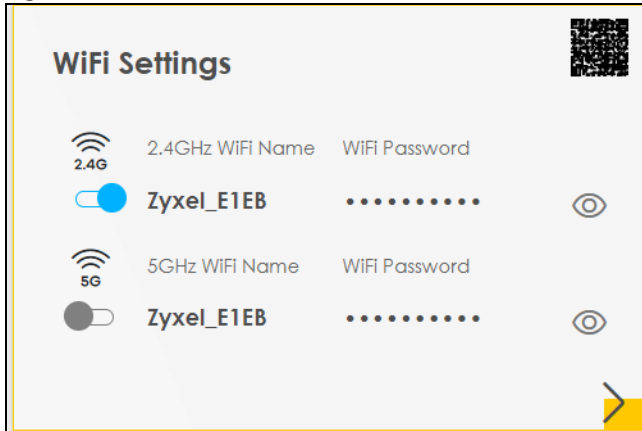 WiFi Settings
2.4G
2.4GHz WiFi Name WiFi Password
Zyxel_E1EB ••••••••••
5G
5GHz WiFi Name WiFi Password
Zyxel_E1EB ••••••••••